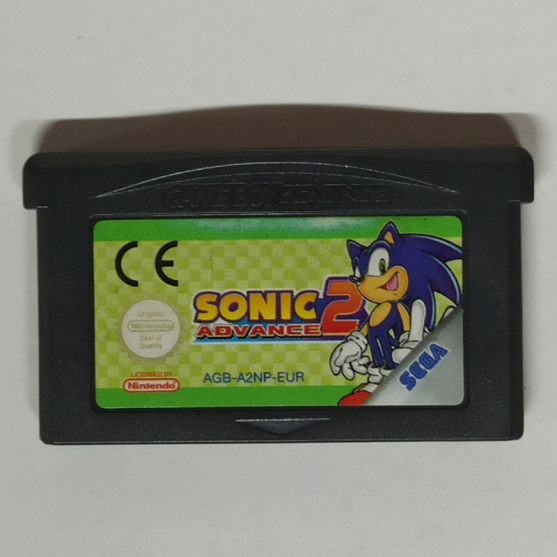 GAME BOY ADVANCE
CE
SONIC
ADVANCE 2
Original
Nintendo
Seal of
Quality
LICENSED BY
Nintendo
AGB-A2NP-EUR
SEGA